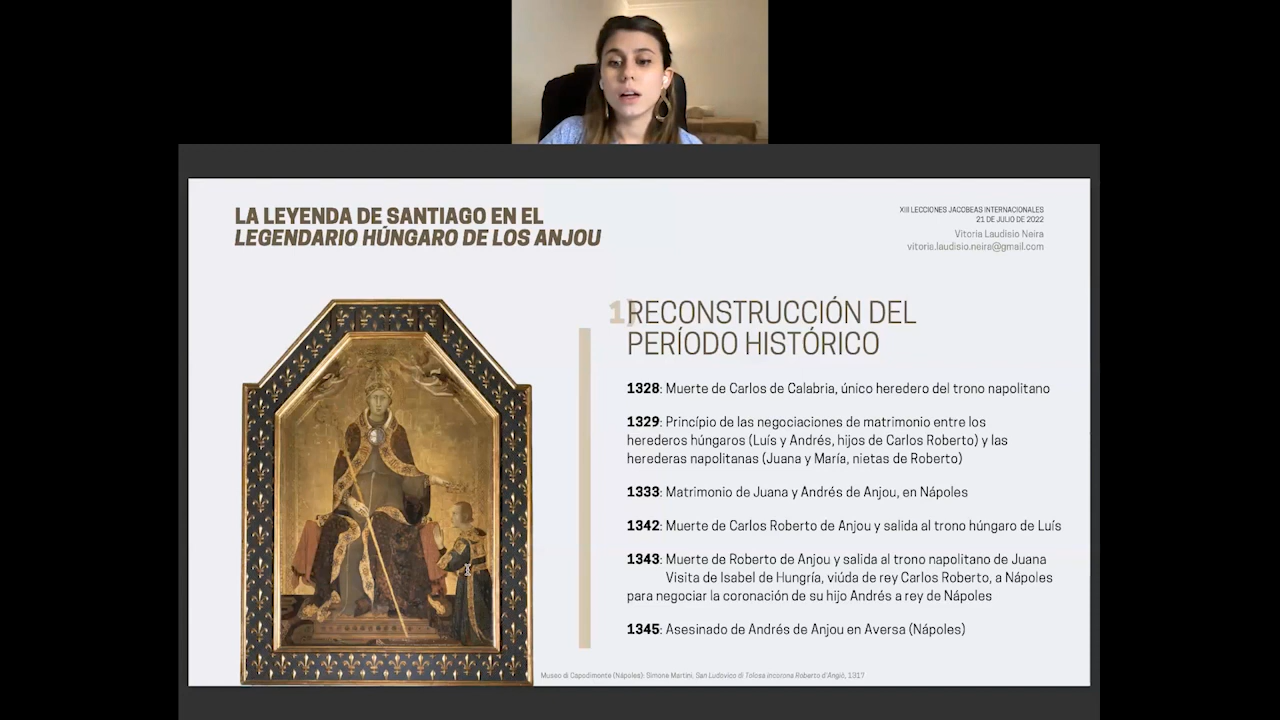 LA LEYENDA DE SANTIAGO EN EL
LEGENDARIO HÚNGARO DE LOS ANJOU
XIII LECCIONES JACOBEAS INTERNACIONALES
21 DE JULIO DE 2022
Vitoria Laudisio Neira
vitoria.laudisio.neira@gmail.com
1) RECONSTRUCCIÓN DEL
PERÍODO HISTÓRICO
1328: Muerte de Carlos de Calabria, único heredero del trono napolitano
1329: Princípio de las negociaciones de matrimonio entre los
herederos húngaros (Luís y Andrés, hijos de Carlos Roberto) y las
herederas napolitanas (Juana y María, nietas de Roberto)
1333: Matrimonio de Juana y Andrés de Anjou, en Nápoles
1342: Muerte de Carlos Roberto de Anjou y salida al trono húngaro de Luís
1343: Muerte de Roberto de Anjou y salida al trono napolitano de Juana
Visita de Isabel de Hungría, viúda de rey Carlos Roberto, a Nápoles
para negociar la coronación de su hijo Andrés a rey de Nápoles
1345: Asesinado de Andrés de Anjou en Aversa (Nápoles)
Museo di Capodimonte (Nápoles): Simone Martini, San Ludovico di Tolosa incorona Roberto d'Angiò, 1317